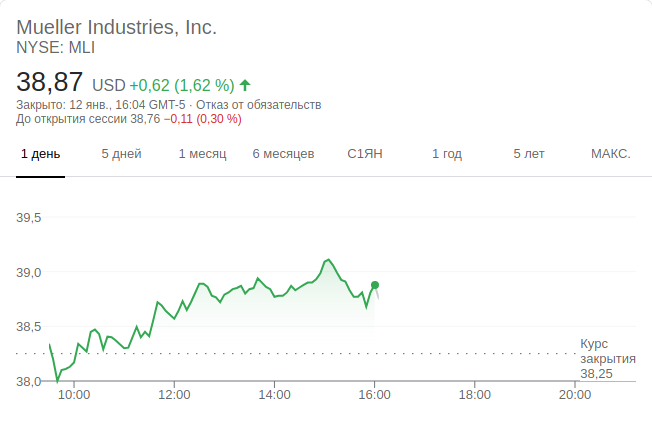 Mueller Industries, Inc.
NYSE: MLI
38,87 USD +0,62 (1,62 %)
Закрыто: 12 янв., 16:04 GMT-5 · Отказ от обязательств
До открытия сессии 38,76 −0,11 (0,30 %)
1 день 5 дней 1 месяц 6 месяцев С1ЯН 1 год 5 лет МАКС.
39,5
39,0
38,5
Курс
закрытия
38,25
38,0
10:00 12:00 14:00 16:00 18:00 20:00